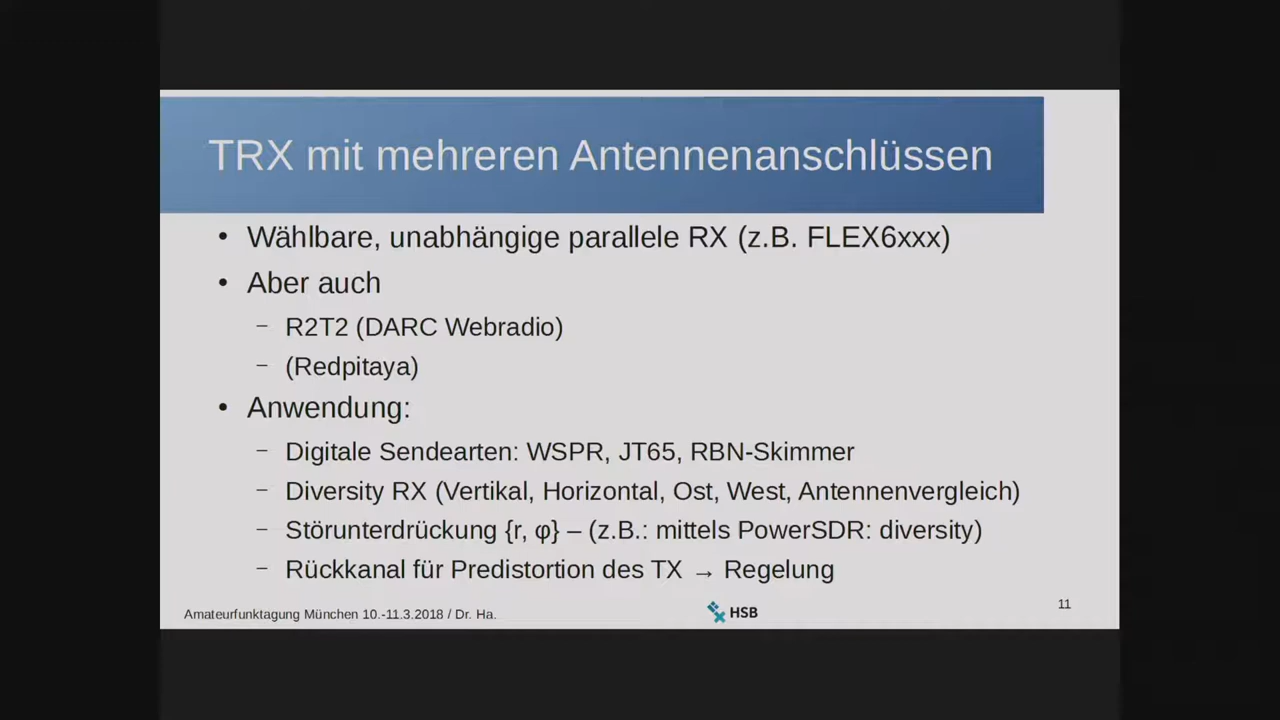 TRX mit mehreren Antennenanschlüssen
• Wählbare, unabhängige parallele RX (z.B. FLEX6xxx)
• Aber auch
– R2T2 (DARC Webradio)
– (Redpitaya)
• Anwendung:
– Digitale Sendearten: WSPR, JT65, RBN-Skimmer
– Diversity RX (Vertikal, Horizontal, Ost, West, Antennenvergleich)
– Störunterdrückung {r, φ} – (z.B.: mittels PowerSDR: diversity)
– Rückkanal für Predistortion des TX → Regelung
Amateurfunktagung München 10.-11.3.2018 / Dr. Ha.
HSB
11